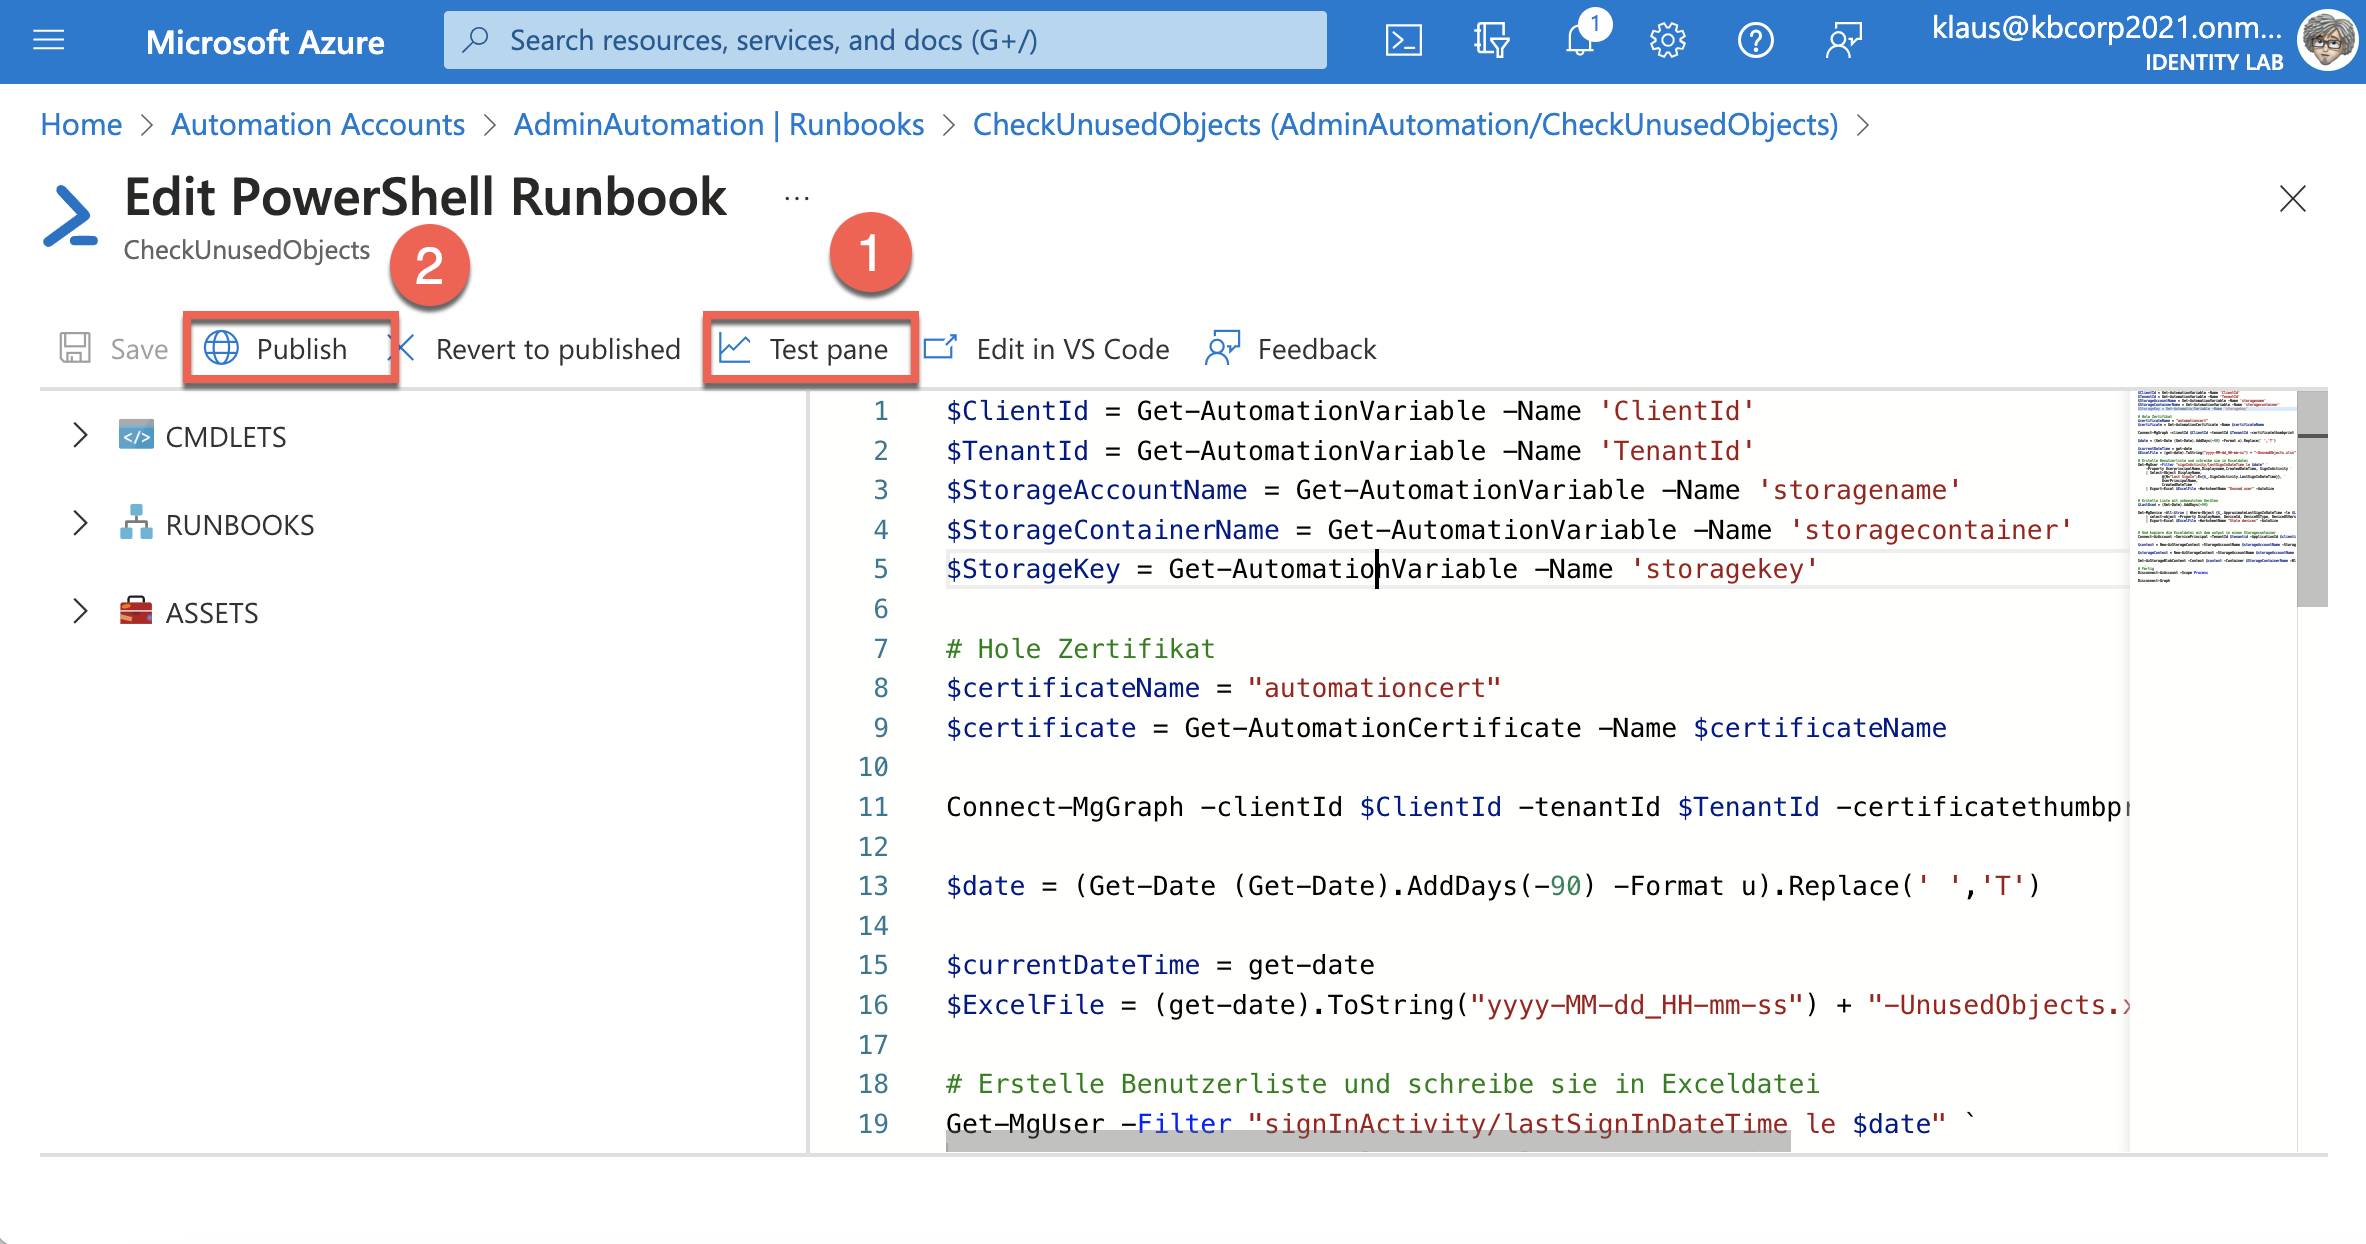 Microsoft Azure
Search resources, services, and docs (G+/)
1
klaus@kbcorp2021.onm...
IDENTITY LAB
Home > Automation Accounts > AdminAutomation | Runbooks > CheckUnusedObjects (AdminAutomation/CheckUnusedObjects) >
Edit PowerShell Runbook ...
CheckUnusedObjects
2
1
Save Publish Revert to published Test pane Edit in VS Code Feedback
CMDLETS
RUNBOOKS
ASSETS
1 $ClientId = Get-AutomationVariable -Name 'ClientId'
2 $TenantId = Get-AutomationVariable -Name 'TenantId'
3 $StorageAccountName = Get-AutomationVariable -Name 'storagename'
4 $StorageContainerName = Get-AutomationVariable -Name 'storagecontainer'
5 $StorageKey = Get-AutomationVariable -Name 'storagekey'
6
7 # Hole Zertifikat
8 $certificateName = "automationcert"
9 $certificate = Get-AutomationCertificate -Name $certificateName
10
11 Connect-MgGraph -clientId $ClientId -tenantId $TenantId -certificatethumbpr
12
13 $date = (Get-Date (Get-Date).AddDays(-90) -Format u).Replace(' ','T')
14
15 $currentDateTime = get-date
16 $ExcelFile = (get-date).ToString("yyyy-MM-dd_HH-mm-ss") + "-UnusedObjects.x
17
18 # Erstelle Benutzerliste und schreibe sie in Exceldatei
19 Get-MgUser -Filter "signInActivity/lastSignInDateTime le $date" `